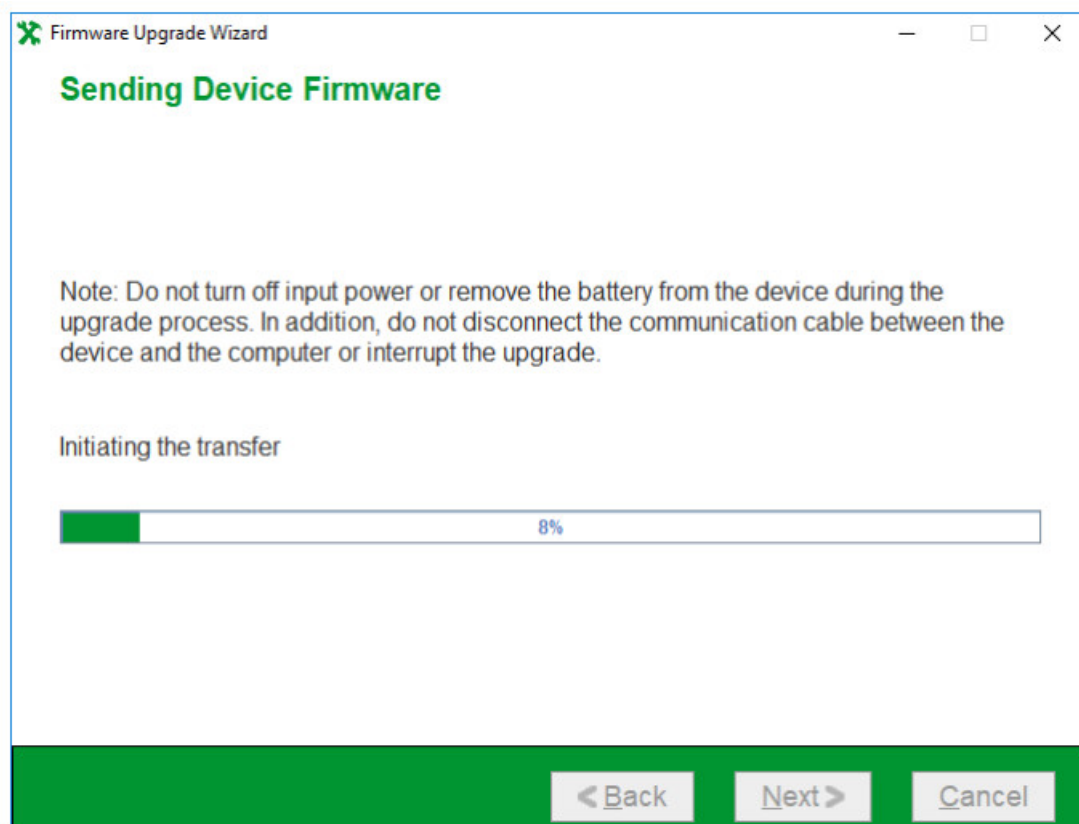 Firmware Upgrade Wizard
Sending Device Firmware
Note: Do not turn off input power or remove the battery from the device during the
upgrade process. In addition, do not disconnect the communication cable between the
device and the computer or interrupt the upgrade.
Initiating the transfer
8%
< Back Next > Cancel